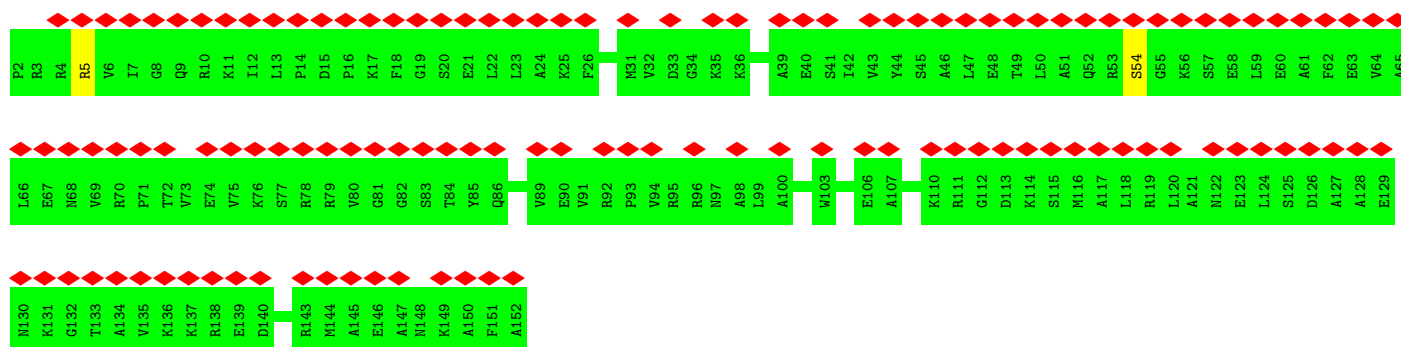 P2 R3 R4 R5 V6 I7 G8 Q9 R10 K11 I12 L13 P14 D15 P16 K17 F18 G19 S20 E21 L22 L23 A24 K25 F26 M31 V32 D33 G34 K35 K36 A39 E40 S41 I42 V43 Y44 S45 A46 L47 E48 T49 L50 A51 Q52 R53 S54 G55 K56 S57 E58 L59 E60 A61 F62 E63 V64 A65
L66 E67 N68 V69 R70 P71 T72 V73 E74 V75 K76 S77 R78 R79 V80 G81 G82 S83 T84 Y85 Q86 V89 E90 V91 R92 P93 V94 R95 R96 N97 A98 L99 A100 W103 E106 A107 K110 R111 G112 D113 K114 S115 M116 A117 L118 R119 L120 A121 N122 E123 L124 S125 D126 A127 A128 E129
N130 K131 G132 T133 A134 V135 K136 K137 R138 E139 D140 R143 M144 A145 E146 A147 N148 K149 A150 F151 A152